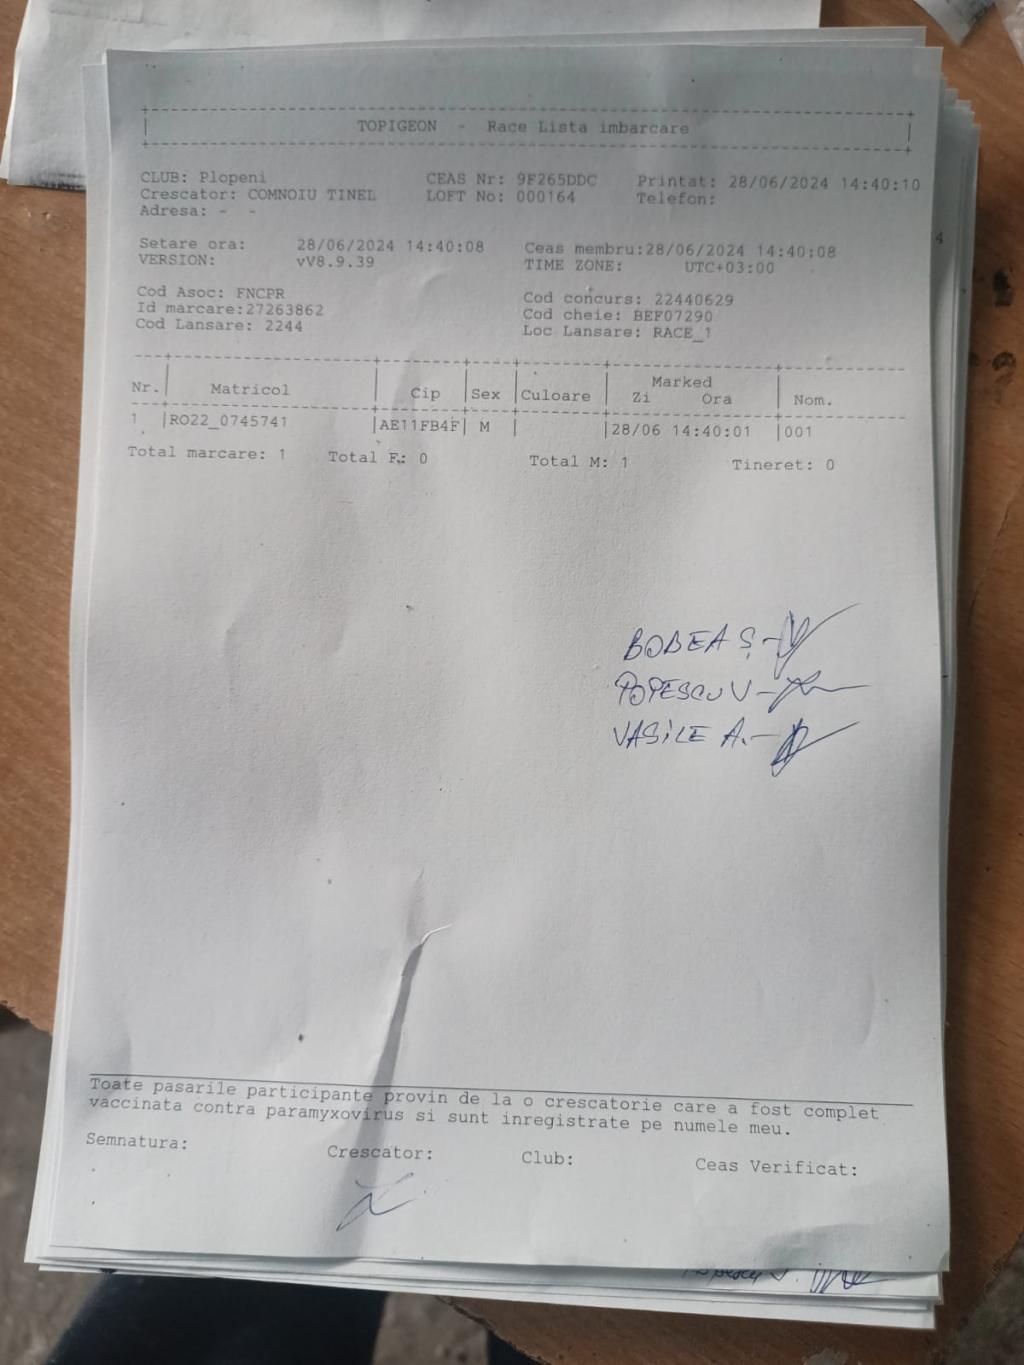 TOPIGEON - Race Lista imbarcare
CLUB: Plopeni CEAS Nr: 9F265DDC Printat: 28/06/2024 14:40:10
Crescator: COMNOIU TINEL LOFT No: 000164 Telefon:
Adresa: - -
Setare ora: 28/06/2024 14:40:08 Ceas membru:28/06/2024 14:40:08
VERSION: vV8.9.39 TIME ZONE: UTC+03:00
Cod Asoc: FNCPR Cod concurs: 22440629
Id marcare:27263862 Cod cheie: BEF07290
Cod Lansare: 2244 Loc Lansare: RACE_1
Nr. Matricol Cip Sex Culoare Marked Zi Ora Nom.
1 RO22_0745741 AE11FB4F M 28/06 14:40:01 001
Total marcare: 1 Total F: 0 Total M: 1 Tineret: 0
4
BOBEA Ș-
POPESCU V-
VASILE A.-
Toate pasarile participante provin de la o crescatorie care a fost complet
vaccinata contra paramyxovirus si sunt inregistrate pe numele meu.
Semnatura: Crescator: Club: Ceas Verificat: